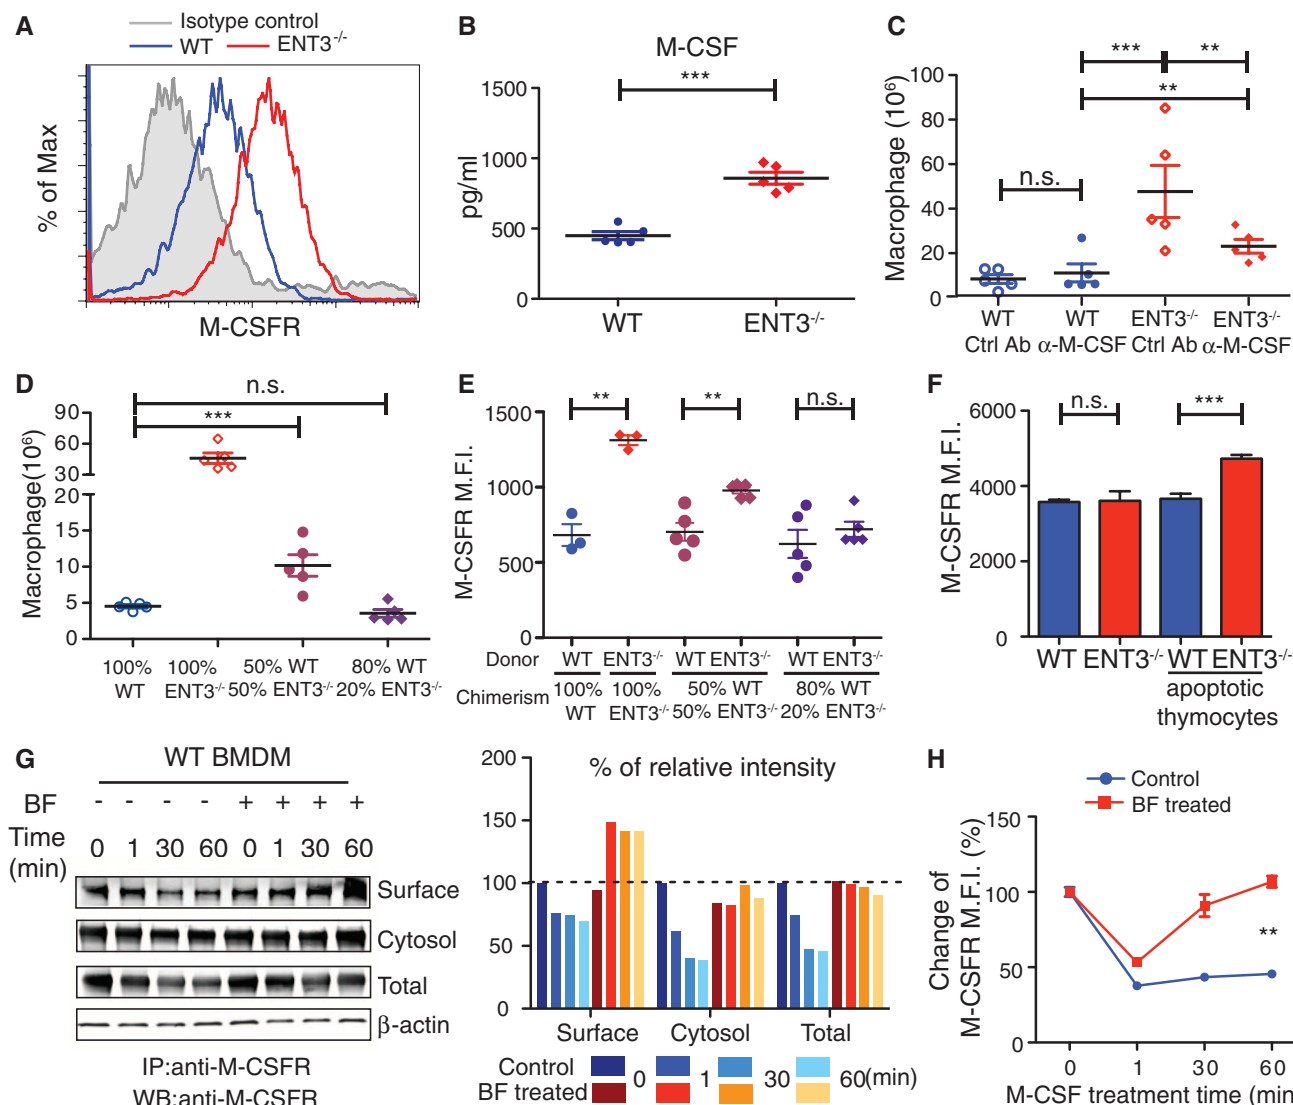 A
Isotype control
WT
ENT3-/-
% of Max
M-CSFR
B
M-CSF
***
1500
1000
500
0
pg/ml
WT
ENT3-/-
C
***
**
**
n.s.
100
80
60
40
20
0
Macrophage (10⁶)
WT
Ctrl Ab
WT
α-M-CSF
ENT3-/-
Ctrl Ab
ENT3-/-
α-M-CSF
D
n.s.
***
90
60
30
20
15
10
5
0
Macrophage(10⁶)
100%
WT
100%
ENT3-/-
50% WT
50% ENT3-/-
80% WT
20% ENT3-/-
E
**
**
n.s.
1500
1000
500
0
M-CSFR M.F.I.
Donor WT ENT3-/- WT ENT3-/- WT ENT3-/-
Chimerism
100%
WT
100%
ENT3-/-
50% WT
50% ENT3-/-
80% WT
20% ENT3-/-
F
n.s.
***
6000
4000
2000
0
M-CSFR M.F.I.
WT ENT3-/- WT ENT3-/-
apoptotic
thymocytes
G
WT BMDM
BF - - - - + + + +
Time
(min)
0 1 30 60 0 1 30 60
Surface
Cytosol
Total
β-actin
IP:anti-M-CSFR
WB:anti-M-CSFR
% of relative intensity
200
150
100
50
0
Surface Cytosol Total
Control
BF treated
0 1 30 60(min)
H
Control
BF treated
150
100
50
0
Change of
M-CSFR M.F.I. (%)
**
0 1 30 60
M-CSF treatment time (min